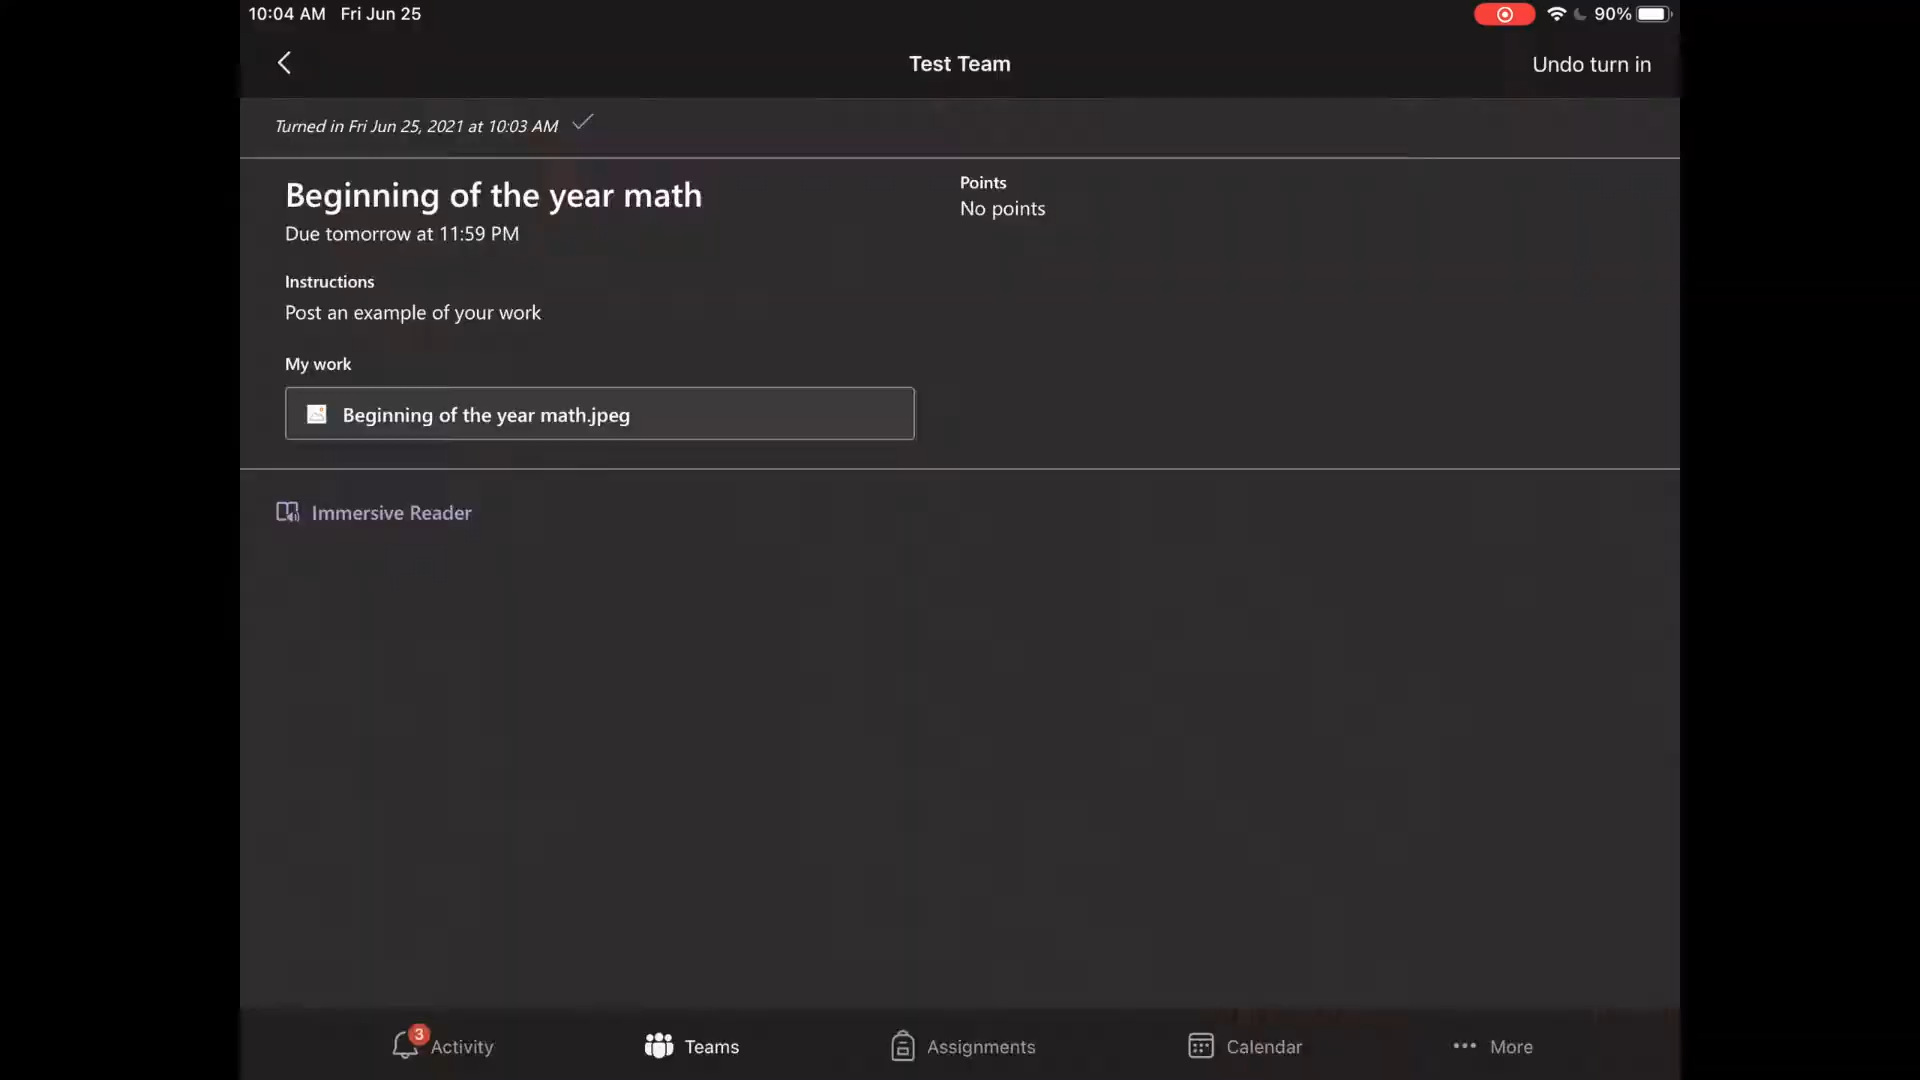 10:04 AM Fri Jun 25
90%
Test Team
Undo turn in
Turned in Fri Jun 25, 2021 at 10:03 AM
Beginning of the year math
Due tomorrow at 11:59 PM
Points
No points
Instructions
Post an example of your work
My work
Beginning of the year math.jpeg
Immersive Reader
3
Activity
Teams
Assignments
Calendar
More